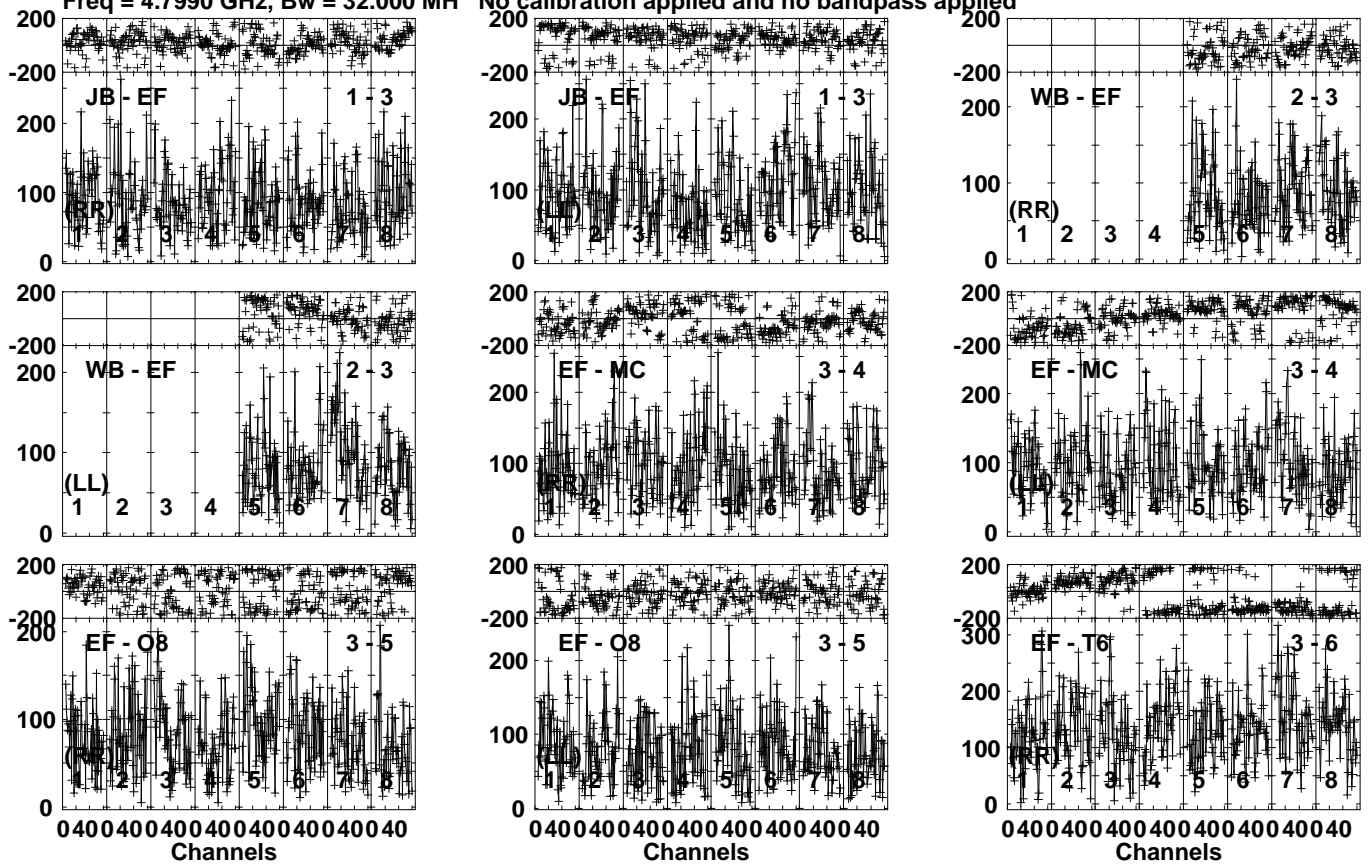 Freq = 4.7990 GHz, Bw = 32.000 MH No calibration applied and no bandpass applied
200
-200
JB - EF 1 - 3
200
100
0
(RR)
1 2 3 4 5 6 7 8
200
-200
JB - EF 1 - 3
200
100
0
(LL)
1 2 3 4 5 6 7 8
200
-200
WB - EF 2 - 3
200
100
0
(RR)
1 2 3 4 5 6 7 8
200
-200
WB - EF 2 - 3
200
100
0
(LL)
1 2 3 4 5 6 7 8
200
-200
EF - MC 3 - 4
200
100
0
(RR)
1 2 3 4 5 6 7 8
200
-200
EF - MC 3 - 4
200
100
0
(LL)
1 2 3 4 5 6 7 8
200
-200
EF - O8 3 - 5
200
100
0
(RR)
1 2 3 4 5 6 7 8
0 40 0 40 0 40 0 40 0 40 0 40 0 40 0 40
Channels
200
-200
EF - O8 3 - 5
200
100
0
(LL)
1 2 3 4 5 6 7 8
0 40 0 40 0 40 0 40 0 40 0 40 0 40 0 40
Channels
200
-200
EF - T6 3 - 6
300
200
100
0
(RR)
1 2 3 4 5 6 7 8
0 40 0 40 0 40 0 40 0 40 0 40 0 40 0 40
Channels